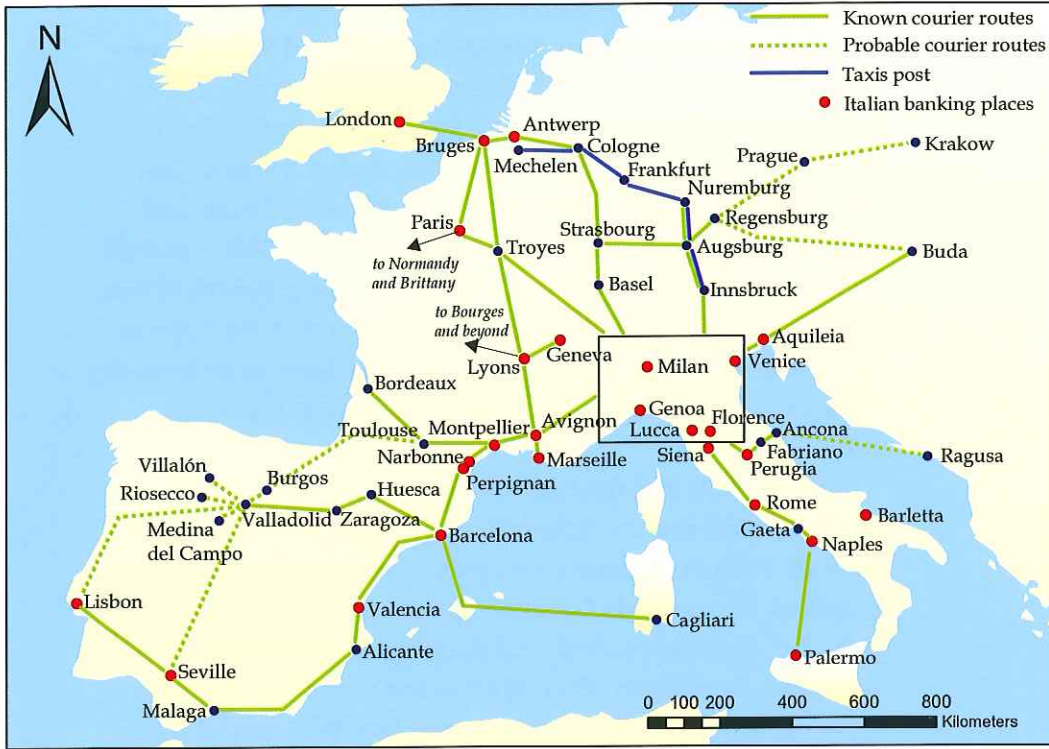 N
Known courier routes
Probable courier routes
Taxis post
Italian banking places
London
Antwerp
Bruges
Cologne
Mechelen
Frankfurt
Prague
Krakow
Nuremburg
Regensburg
Paris
Strasbourg
Troyes
Augsburg
Buda
to Normandy
and Brittany
Basel
Innsbruck
to Bourges
and beyond
Geneva
Lyons
Aquileia
Venice
Milan
Bordeaux
Genoa
Florence
Avignon
Montpellier
Toulouse
Lucca
Ancona
Siena
Fabriano
Narbonne
Marseille
Perugia
Ragusa
Perpignan
Villalón
Burgos
Riosecco
Huesca
Valladolid
Zaragoza
Medina
del Campo
Rome
Barletta
Gaeta
Naples
Barcelona
Lisbon
Valencia
Cagliari
Alicante
Palermo
Seville
Malaga
0 100 200 400 600 800
Kilometers